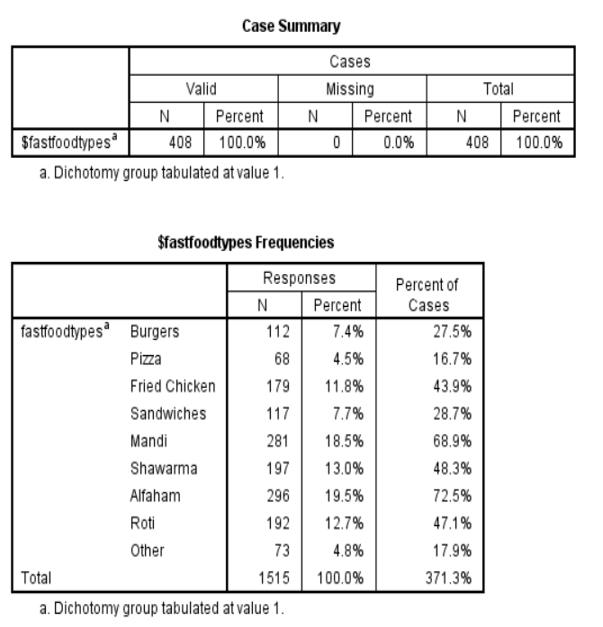 Case Summary
Cases
Valid Missing Total
N Percent N Percent N Percent
$fastfoodtypesᵃ 408 100.0% 0 0.0% 408 100.0%
a. Dichotomy group tabulated at value 1.
$fastfoodtypes Frequencies
Responses Percent of
N Percent Cases
fastfoodtypesᵃ Burgers 112 7.4% 27.5%
Pizza 68 4.5% 16.7%
Fried Chicken 179 11.8% 43.9%
Sandwiches 117 7.7% 28.7%
Mandi 281 18.5% 68.9%
Shawarma 197 13.0% 48.3%
Alfaham 296 19.5% 72.5%
Roti 192 12.7% 47.1%
Other 73 4.8% 17.9%
Total 1515 100.0% 371.3%
a. Dichotomy group tabulated at value 1.